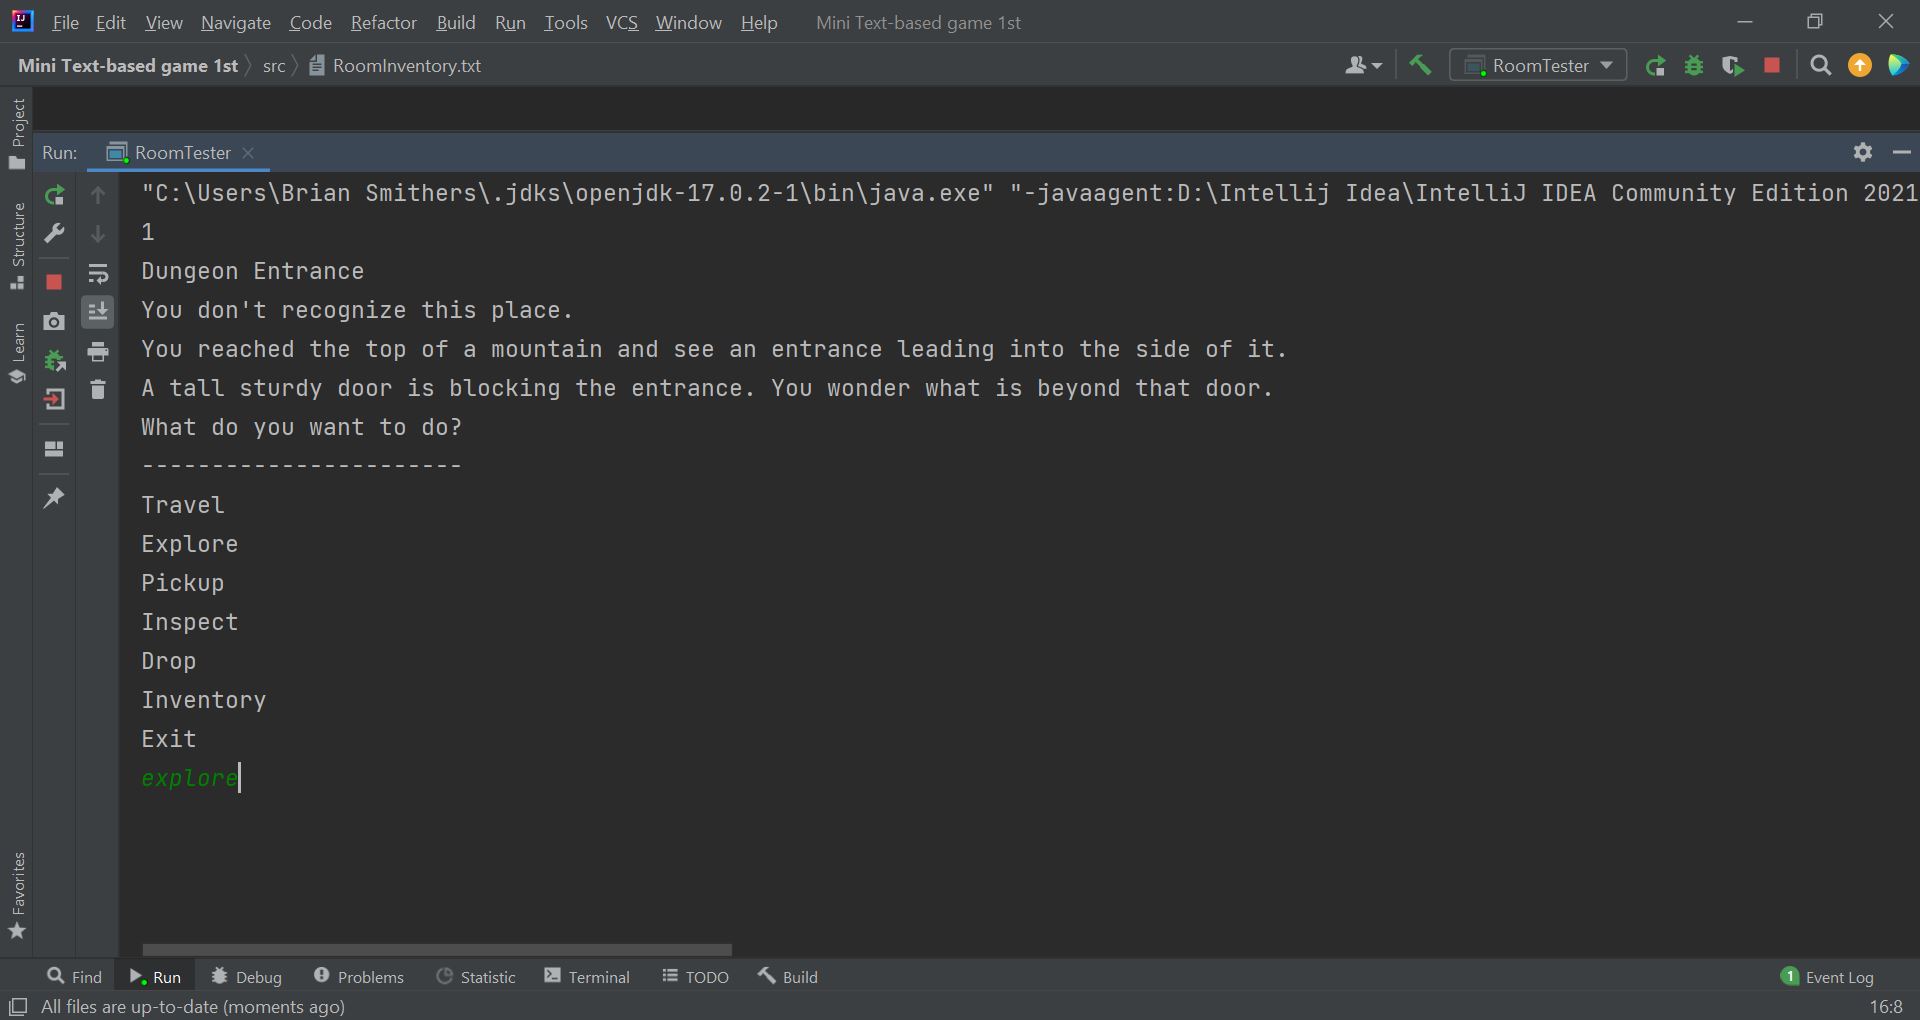 File Edit View Navigate Code Refactor Build Run Tools VCS Window Help Mini Text-based game 1st
Mini Text-based game 1st src RoomInventory.txt RoomTester
Project
Structure
Learn
Favorites
Run: RoomTester
"C:\Users\Brian Smithers\.jdks\openjdk-17.0.2-1\bin\java.exe" "-javaagent:D:\Intellij Idea\IntelliJ IDEA Community Edition 2021
1
Dungeon Entrance
You don't recognize this place.
You reached the top of a mountain and see an entrance leading into the side of it.
A tall sturdy door is blocking the entrance. You wonder what is beyond that door.
What do you want to do?
-----------------------
Travel
Explore
Pickup
Inspect
Drop
Inventory
Exit
explore
Find Run Debug Problems Statistic Terminal TODO Build 1 Event Log
All files are up-to-date (moments ago) 16:8